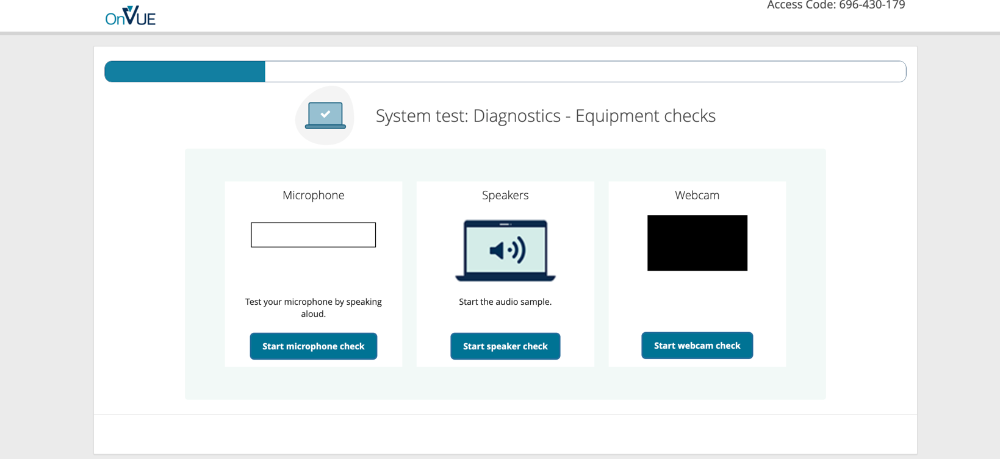 OnVUE
Access Code: 696-430-179
System test: Diagnostics - Equipment checks
Microphone
Test your microphone by speaking
aloud.
Start microphone check
Speakers
Start the audio sample.
Start speaker check
Webcam
Start webcam check